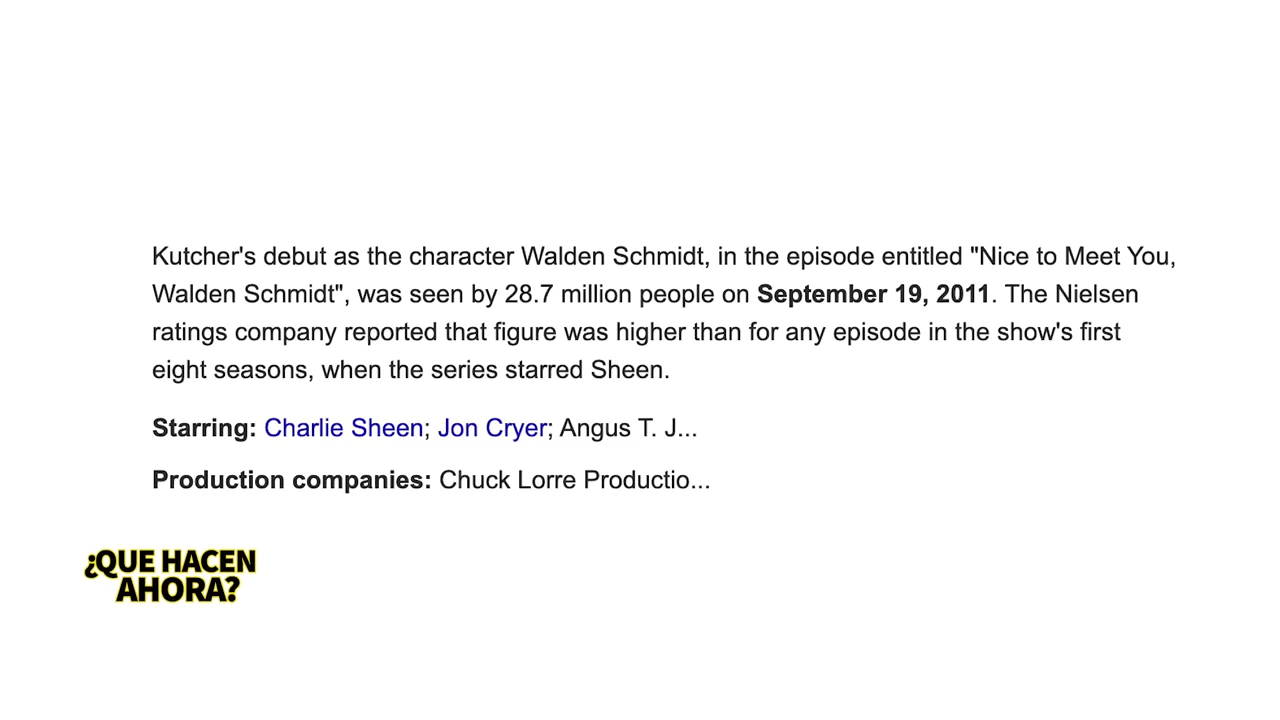 Kutcher's debut as the character Walden Schmidt, in the episode entitled "Nice to Meet You,
Walden Schmidt", was seen by 28.7 million people on September 19, 2011. The Nielsen
ratings company reported that figure was higher than for any episode in the show's first
eight seasons, when the series starred Sheen.
Starring: Charlie Sheen; Jon Cryer; Angus T. J...
Production companies: Chuck Lorre Productio...
¿QUE HACEN
AHORA?